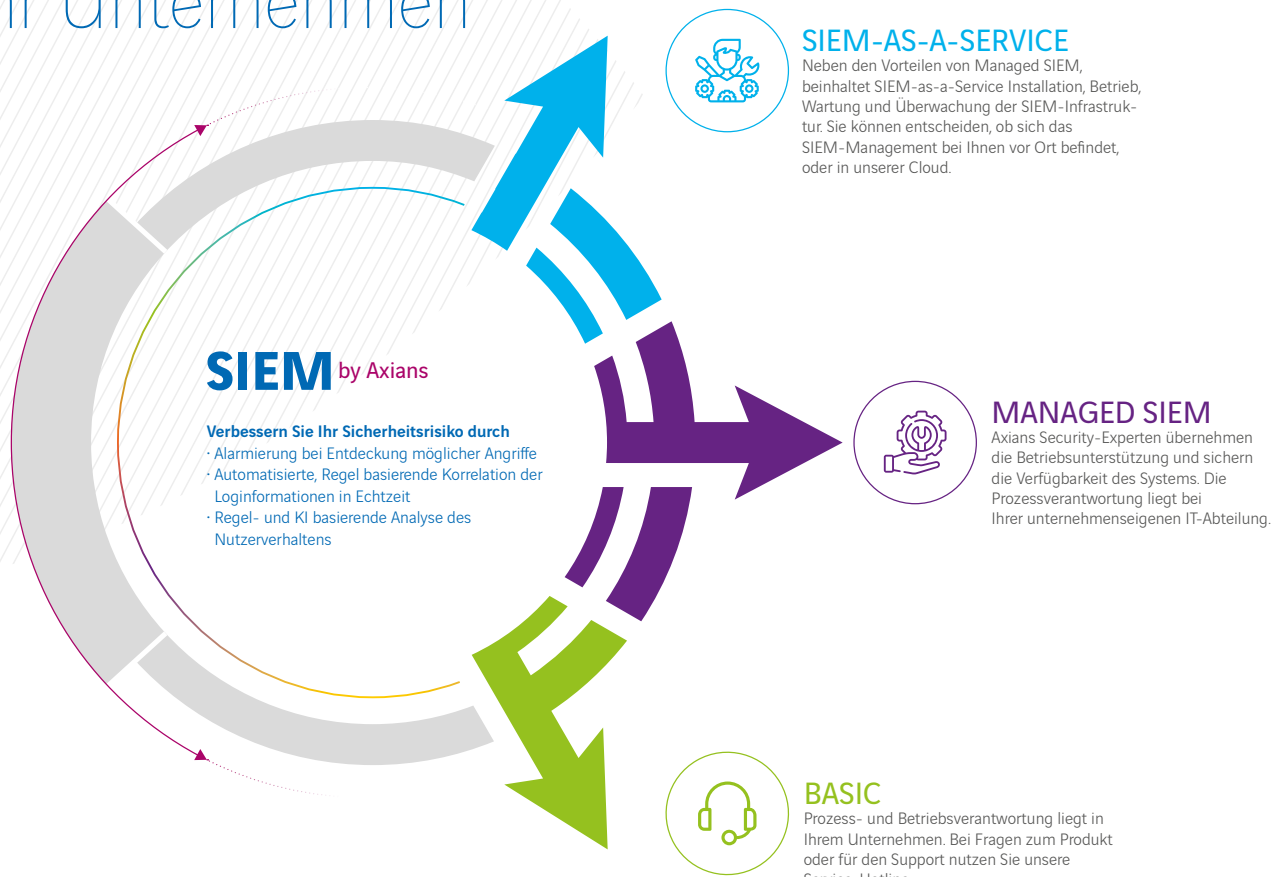 Unternehmen
SIEM-AS-A-SERVICE
Neben den Vorteilen von Managed SIEM,
beinhaltet SIEM-as-a-Service Installation, Betrieb,
Wartung und Überwachung der SIEM-Infrastruk-
tur. Sie können entscheiden, ob sich das
SIEM-Management bei Ihnen vor Ort befindet,
oder in unserer Cloud.
SIEM by Axians
Verbessern Sie Ihr Sicherheitsrisiko durch
· Alarmierung bei Entdeckung möglicher Angriffe
· Automatisierte, Regel basierende Korrelation der
Loginformationen in Echtzeit
· Regel- und KI basierende Analyse des
Nutzerverhaltens
MANAGED SIEM
Axians Security-Experten übernehmen
die Betriebsunterstützung und sichern
die Verfügbarkeit des Systems. Die
Prozessverantwortung liegt bei
Ihrer unternehmenseigenen IT-Abteilung.
BASIC
Prozess- und Betriebsverantwortung liegt in
Ihrem Unternehmen. Bei Fragen zum Produkt
oder für den Support nutzen Sie unsere